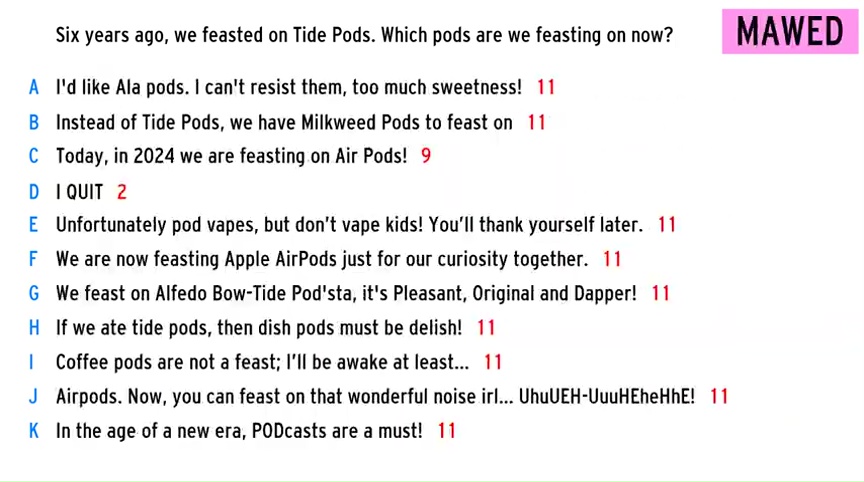 Six years ago, we feasted on Tide Pods. Which pods are we feasting on now?
MAWED
A I'd like Ala pods. I can't resist them, too much sweetness! 11
B Instead of Tide Pods, we have Milkweed Pods to feast on 11
C Today, in 2024 we are feasting on Air Pods! 9
D I QUIT 2
E Unfortunately pod vapes, but don’t vape kids! You’ll thank yourself later. 11
F We are now feasting Apple AirPods just for our curiosity together. 11
G We feast on Alfedo Bow-Tide Pod'sta, it's Pleasant, Original and Dapper! 11
H If we ate tide pods, then dish pods must be delish! 11
I Coffee pods are not a feast; I’ll be awake at least... 11
J Airpods. Now, you can feast on that wonderful noise irl... UhuUEH-UuuHEheHhE! 11
K In the age of a new era, PODcasts are a must! 11